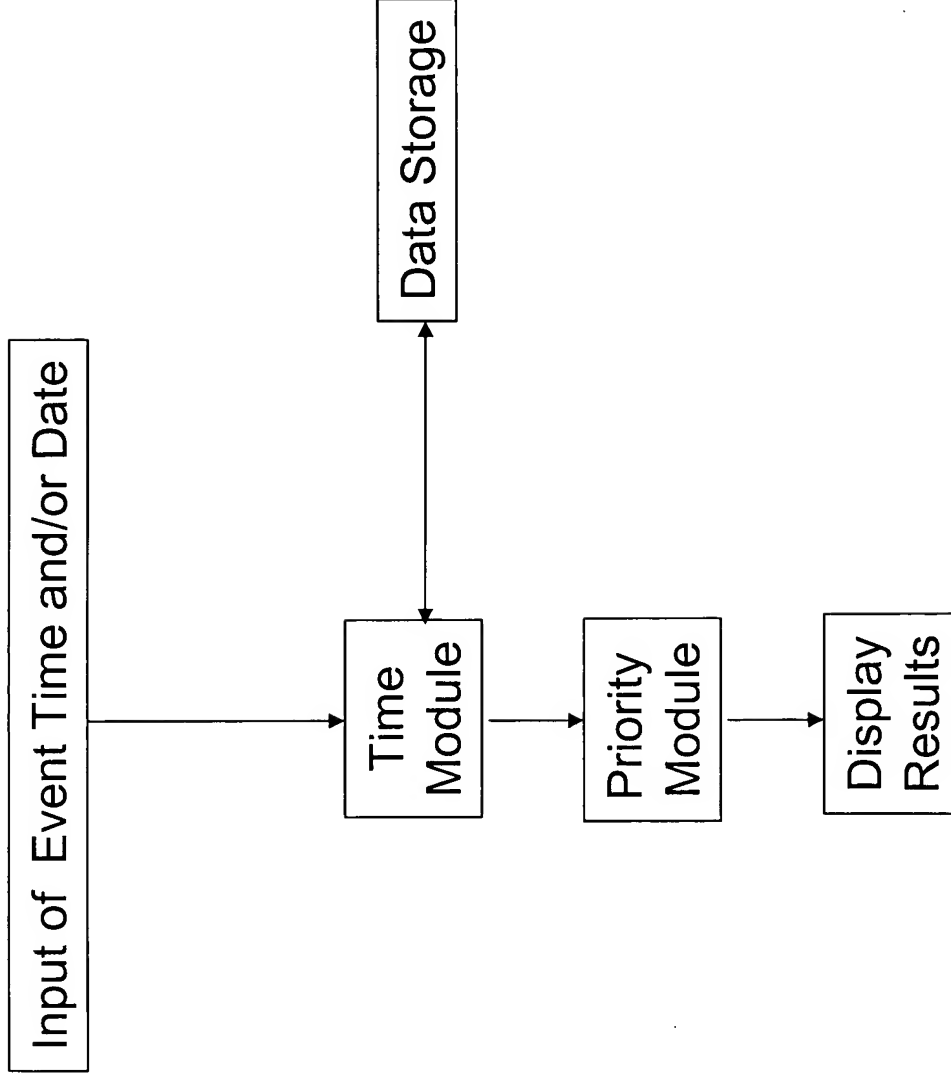 Input of Event Time and/or Date
Time
Module
Data Storage
Priority
Module
Display
Results